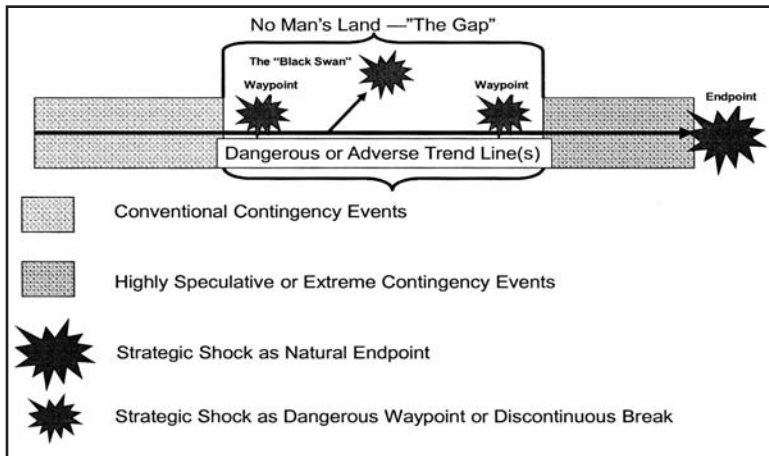 No Man's Land —"The Gap"
The "Black Swan"
Waypoint
Waypoint
Endpoint
Dangerous or Adverse Trend Line(s)
Conventional Contingency Events
Highly Speculative or Extreme Contingency Events
Strategic Shock as Natural Endpoint
Strategic Shock as Dangerous Waypoint or Discontinuous Break